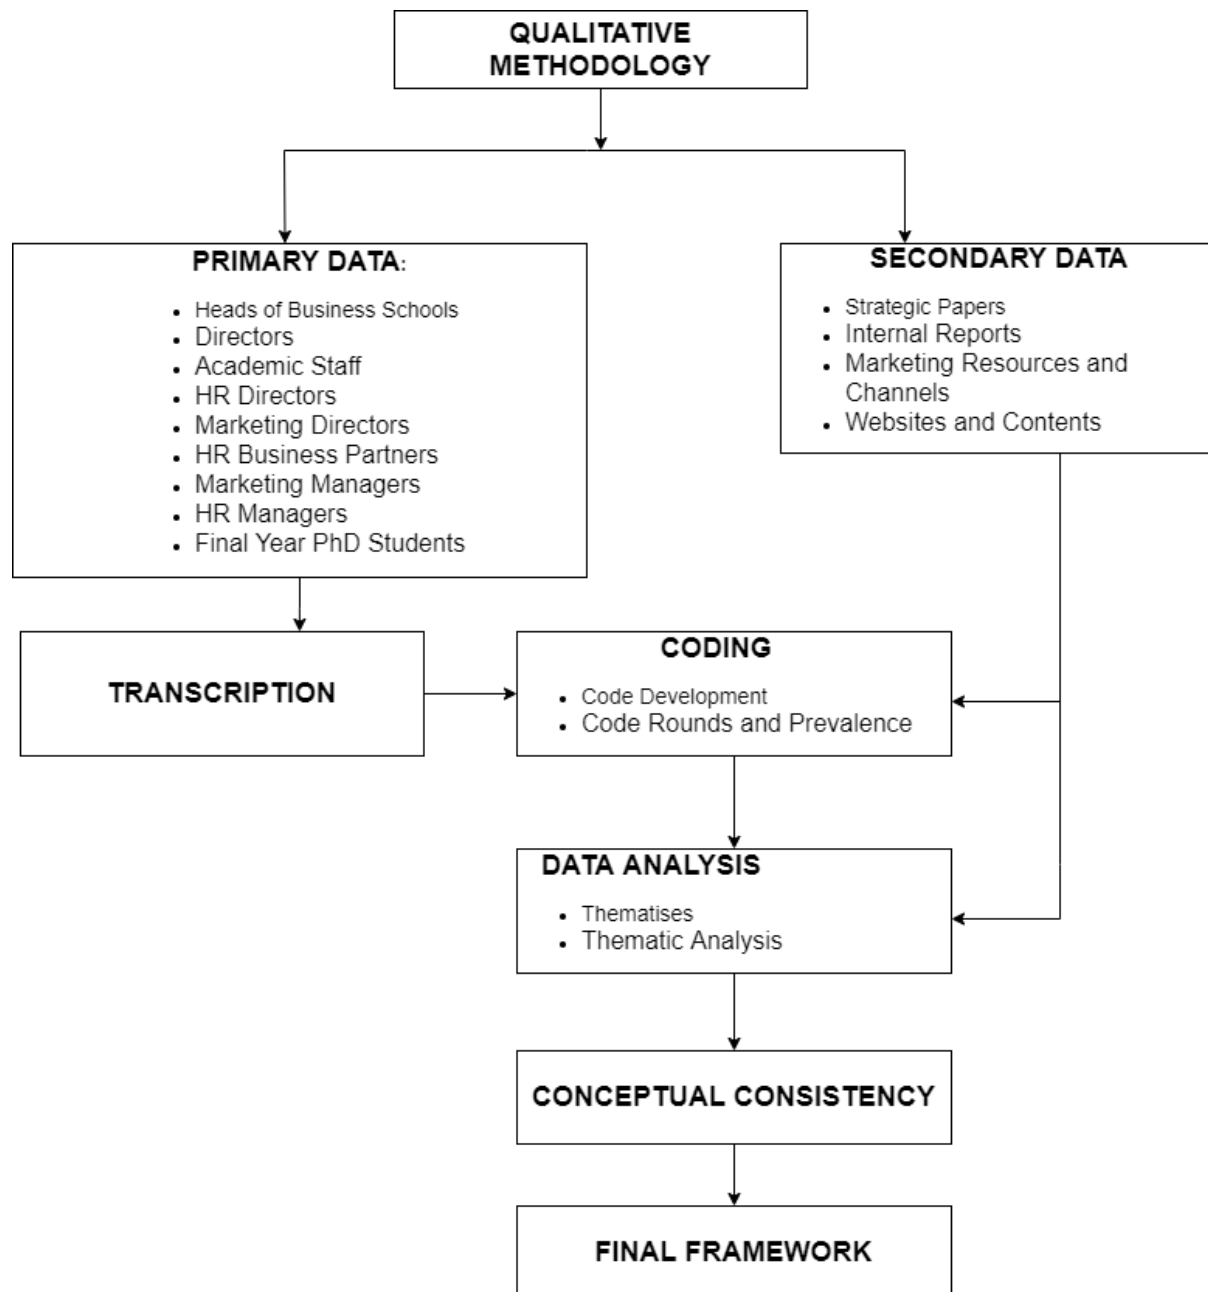 QUALITATIVE
METHODOLOGY
PRIMARY DATA:
Heads of Business Schools
Directors
Academic Staff
HR Directors
Marketing Directors
HR Business Partners
Marketing Managers
HR Managers
Final Year PhD Students
SECONDARY DATA
Strategic Papers
Internal Reports
Marketing Resources and
Channels
Websites and Contents
TRANSCRIPTION
CODING
Code Development
Code Rounds and Prevalence
DATA ANALYSIS
Thematises
Thematic Analysis
CONCEPTUAL CONSISTENCY
FINAL FRAMEWORK